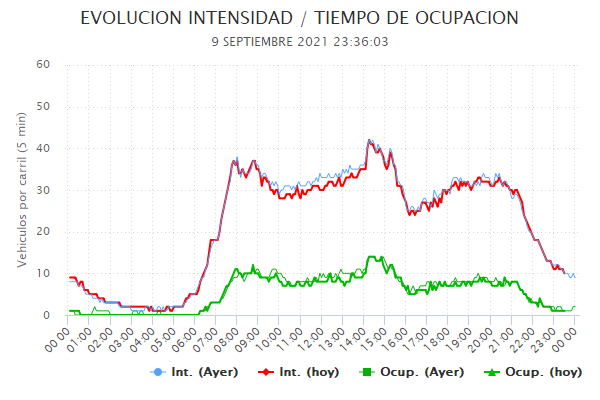 EVOLUCION INTENSIDAD / TIEMPO DE OCUPACION
9 SEPTIEMBRE 2021 23:36:03
Vehiculos por carril (5 min)
60
50
40
30
20
10
0
00:00 01:00 02:00 03:00 04:00 05:00 06:00 07:00 08:00 09:00 10:00 11:00 12:00 13:00 14:00 15:00 16:00 17:00 18:00 19:00 20:00 21:00 22:00 23:00 00:00
Int. (Ayer) Int. (hoy) Ocup. (Ayer) Ocup. (hoy)